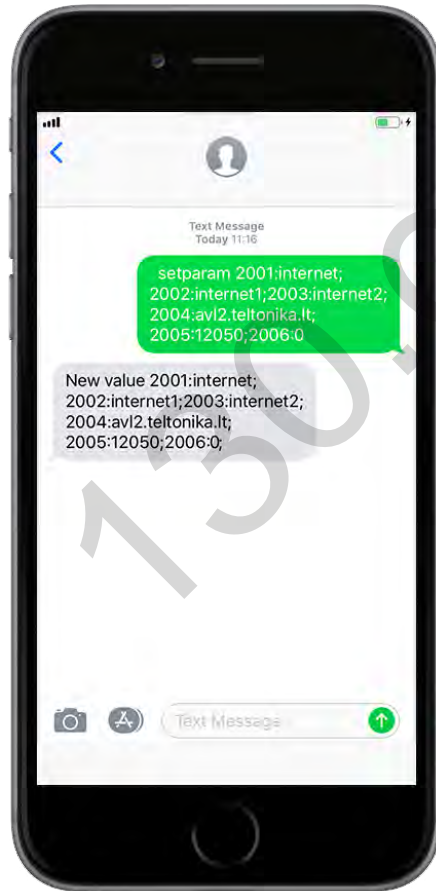 Text Message
Today 11:16
setparam 2001:internet;
2002:internet1;2003:internet2;
2004:avl2.teltonika.lt;
2005:12050;2006:0
New value 2001:internet;
2002:internet1;2003:internet2;
2004:avl2.teltonika.lt;
2005:12050;2006:0;
Text Message